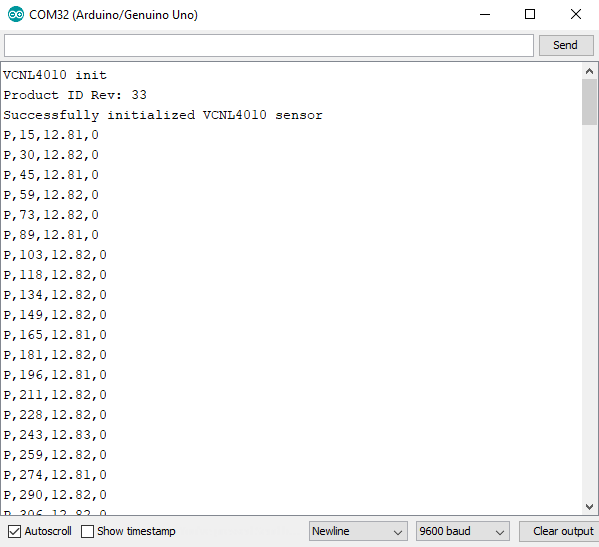 COM32 (Arduino/Genuino Uno)
Send
VCNL4010 init
Product ID Rev: 33
Successfully initialized VCNL4010 sensor
P,15,12.81,0
P,30,12.82,0
P,45,12.81,0
P,59,12.82,0
P,73,12.82,0
P,89,12.81,0
P,103,12.82,0
P,118,12.82,0
P,134,12.82,0
P,149,12.82,0
P,165,12.81,0
P,181,12.82,0
P,196,12.81,0
P,211,12.82,0
P,228,12.82,0
P,243,12.83,0
P,259,12.82,0
P,274,12.81,0
P,290,12.82,0
P,306,12.82,0
Autoscroll Show timestamp Newline 9600 baud Clear output